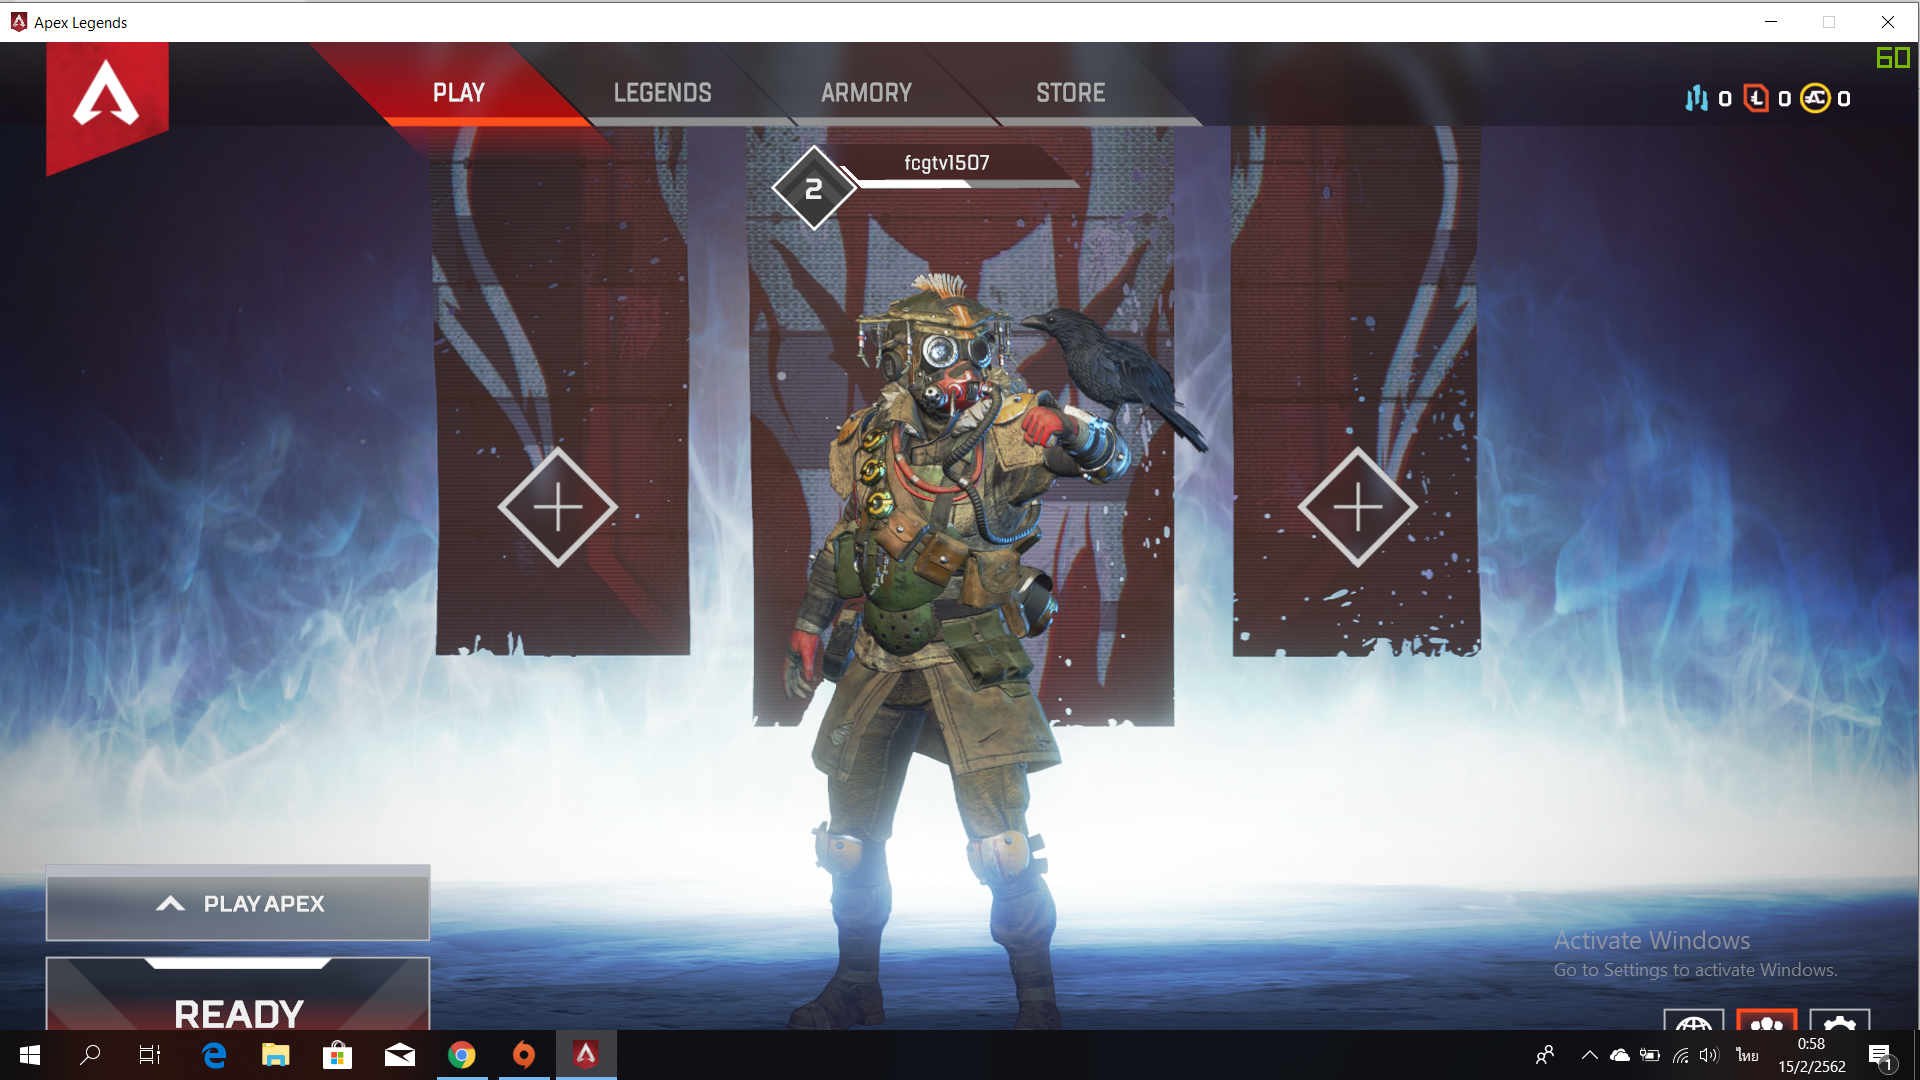 Apex Legends
60
PLAY
LEGENDS
ARMORY
STORE
0 0 0
fcgtv1507
2
PLAY APEX
READY
Activate Windows
Go to Settings to activate Windows.
ไทย
0:58
15/2/2562
1